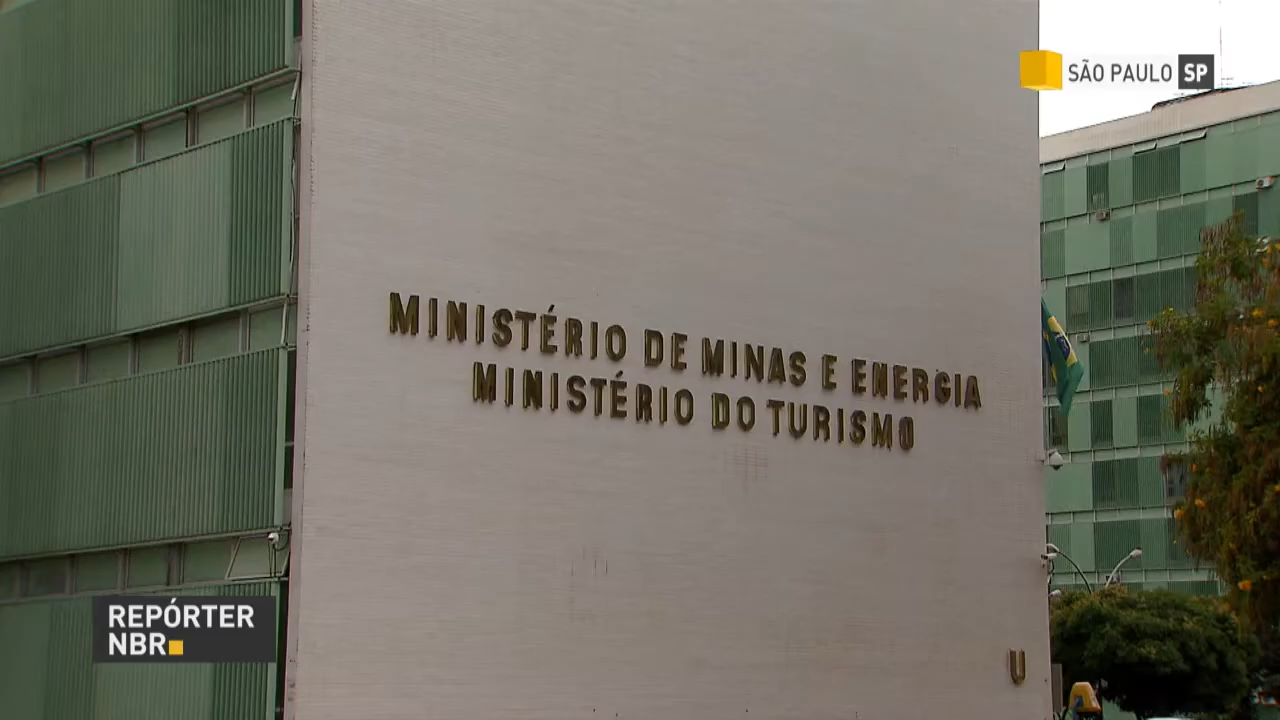 SÃO PAULO SP
MINISTÉRIO DE MINAS E ENERGIA
MINISTÉRIO DO TURISMO
REPÓRTER
NBR
U